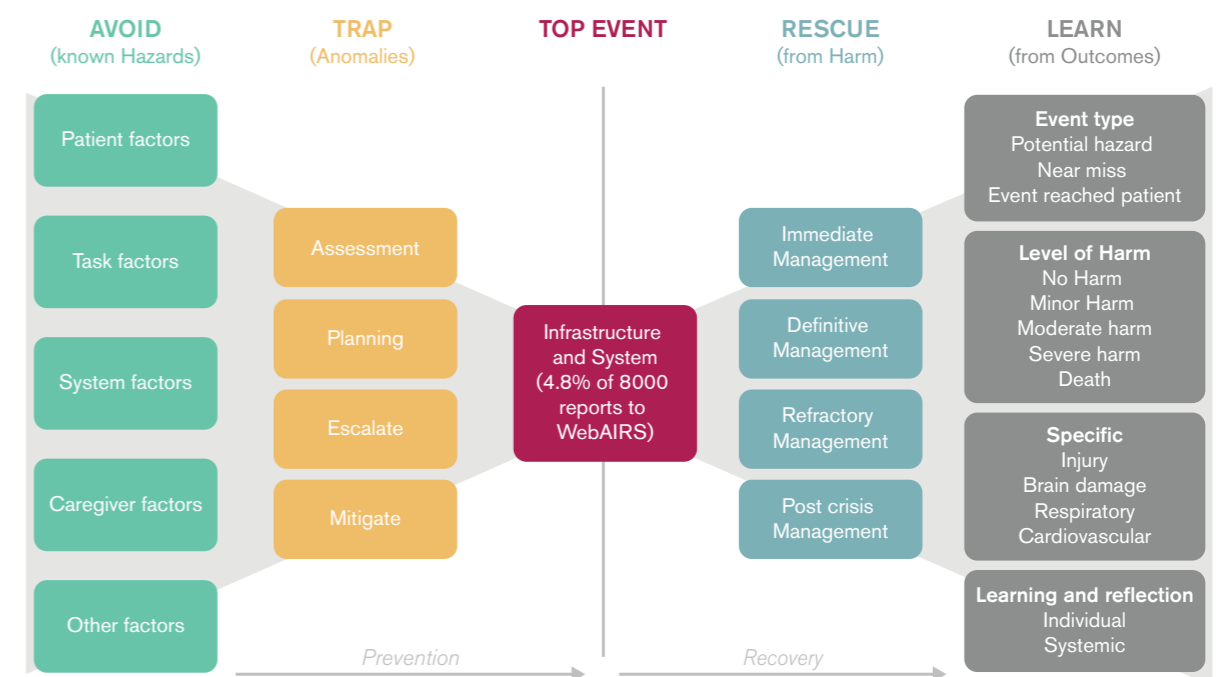 AVOID
(known Hazards)
TRAP
(Anomalies)
TOP EVENT
RESCUE
(from Harm)
LEARN
(from Outcomes)
Patient factors
Task factors
System factors
Caregiver factors
Other factors
Assessment
Planning
Escalate
Mitigate
Infrastructure
and System
(4.8% of 8000
reports to
WebAIRS)
Immediate
Management
Definitive
Management
Refractory
Management
Post crisis
Management
Event type
Potential hazard
Near miss
Event reached patient
Level of Harm
No Harm
Minor Harm
Moderate harm
Severe harm
Death
Specific
Injury
Brain damage
Respiratory
Cardiovascular
Learning and reflection
Individual
Systemic
Prevention
Recovery